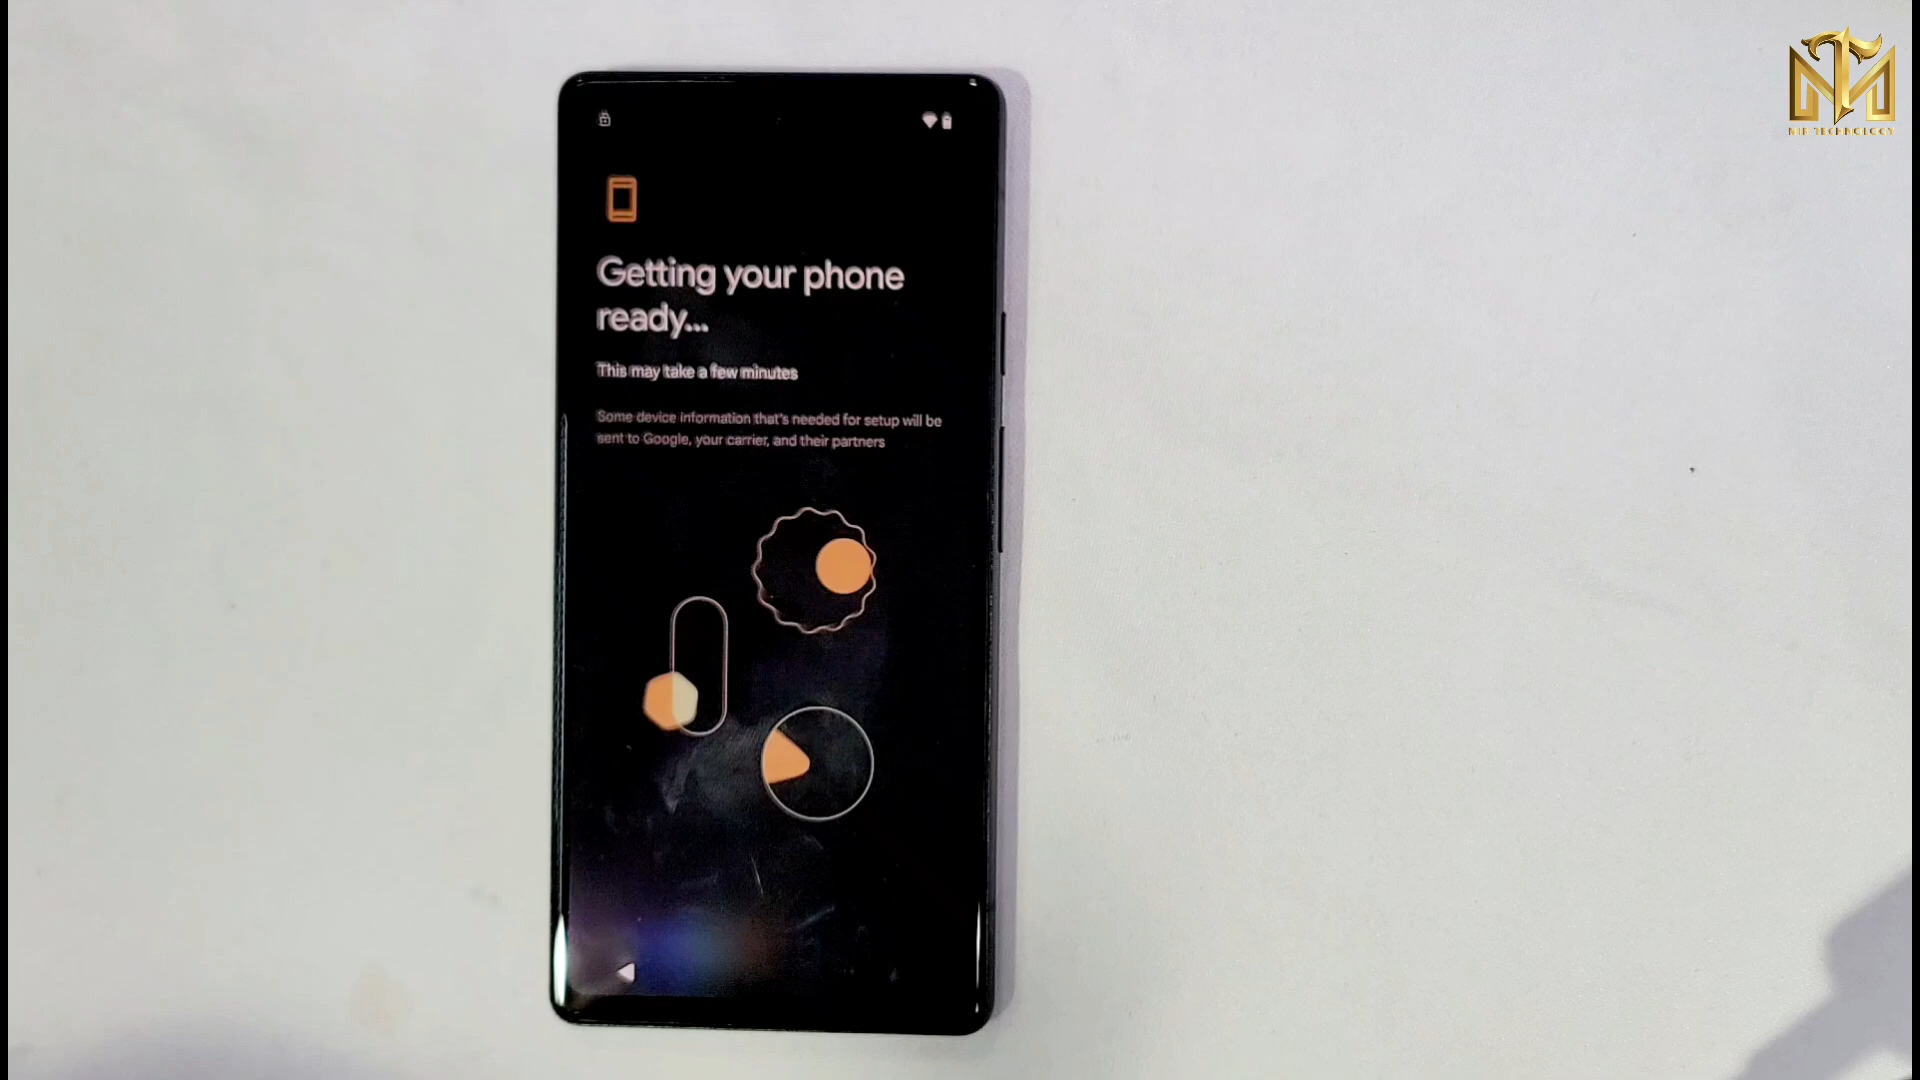 Getting your phone
ready...
This may take a few minutes
Some device information that's needed for setup will be
sent to Google, your carrier, and their partners